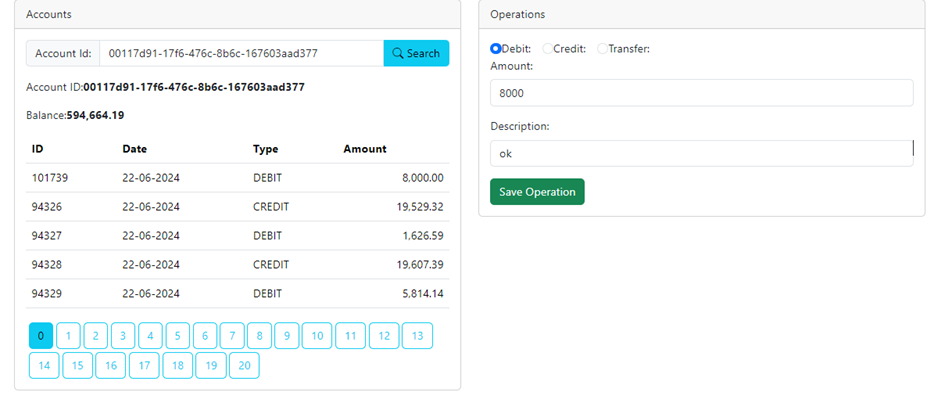 Accounts
Account Id: 00117d91-17f6-476c-8b6c-167603aad377 Search
Account ID:00117d91-17f6-476c-8b6c-167603aad377
Balance:594,664.19
ID Date Type Amount
101739 22-06-2024 DEBIT 8,000.00
94326 22-06-2024 CREDIT 19,529.32
94327 22-06-2024 DEBIT 1,626.59
94328 22-06-2024 CREDIT 19,607.39
94329 22-06-2024 DEBIT 5,814.14
0 1 2 3 4 5 6 7 8 9 10 11 12 13
14 15 16 17 18 19 20
Operations
Debit: Credit: Transfer:
Amount:
8000
Description:
ok
Save Operation